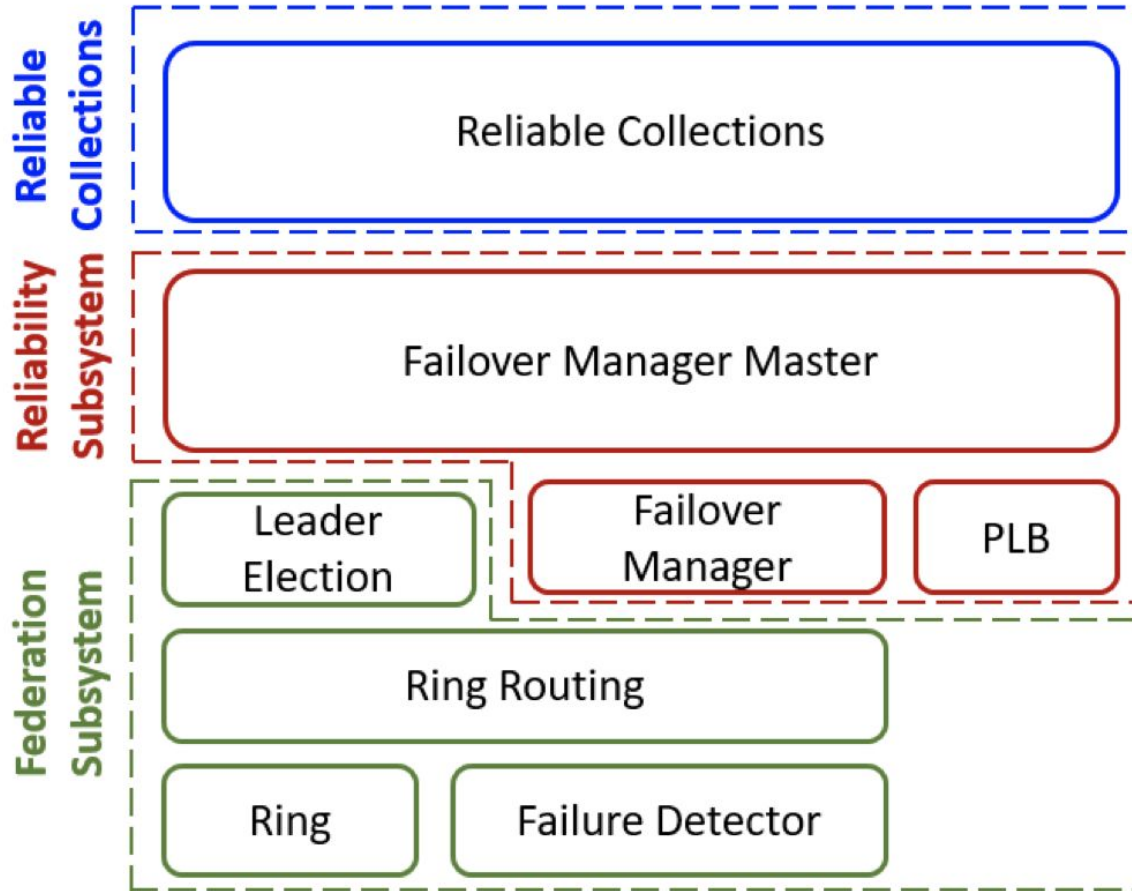 Reliable
Collections
Reliable Collections
Reliability
Subsystem
Failover Manager Master
Failover
Manager
PLB
Federation
Subsystem
Leader
Election
Ring Routing
Ring
Failure Detector